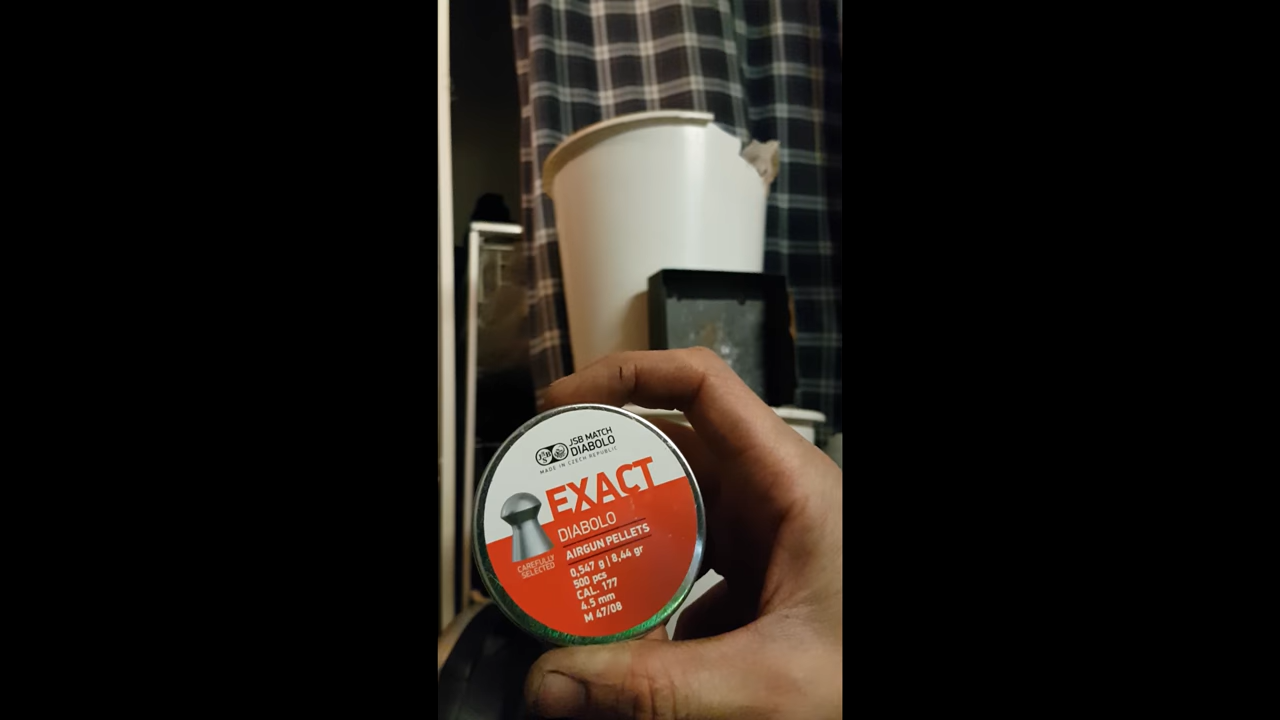 JSB MATCH
DIABOLO
MADE IN CZECH REPUBLIC
EXACT
DIABOLO
AIRGUN PELLETS
CAREFULLY
SELECTED
0,547 g | 8,44 gr
500 pcs
CAL. 177
4.5 mm
M 47/08